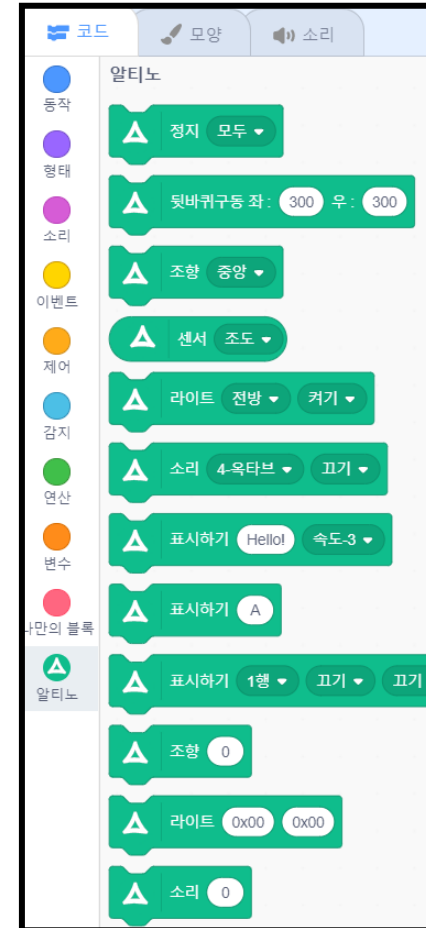 코드 모양 소리
알티노
동작
형태
소리
이벤트
제어
감지
연산
변수
나만의 블록
알티노
정지 모두
뒷바퀴구동 좌 : 300 우 : 300
조향 중앙
센서 조도
라이트 전방 켜기
소리 4-옥타브 끄기
표시하기 Hello! 속도-3
표시하기 A
표시하기 1행 끄기 끄기
조향 0
라이트 0x00 0x00
소리 0